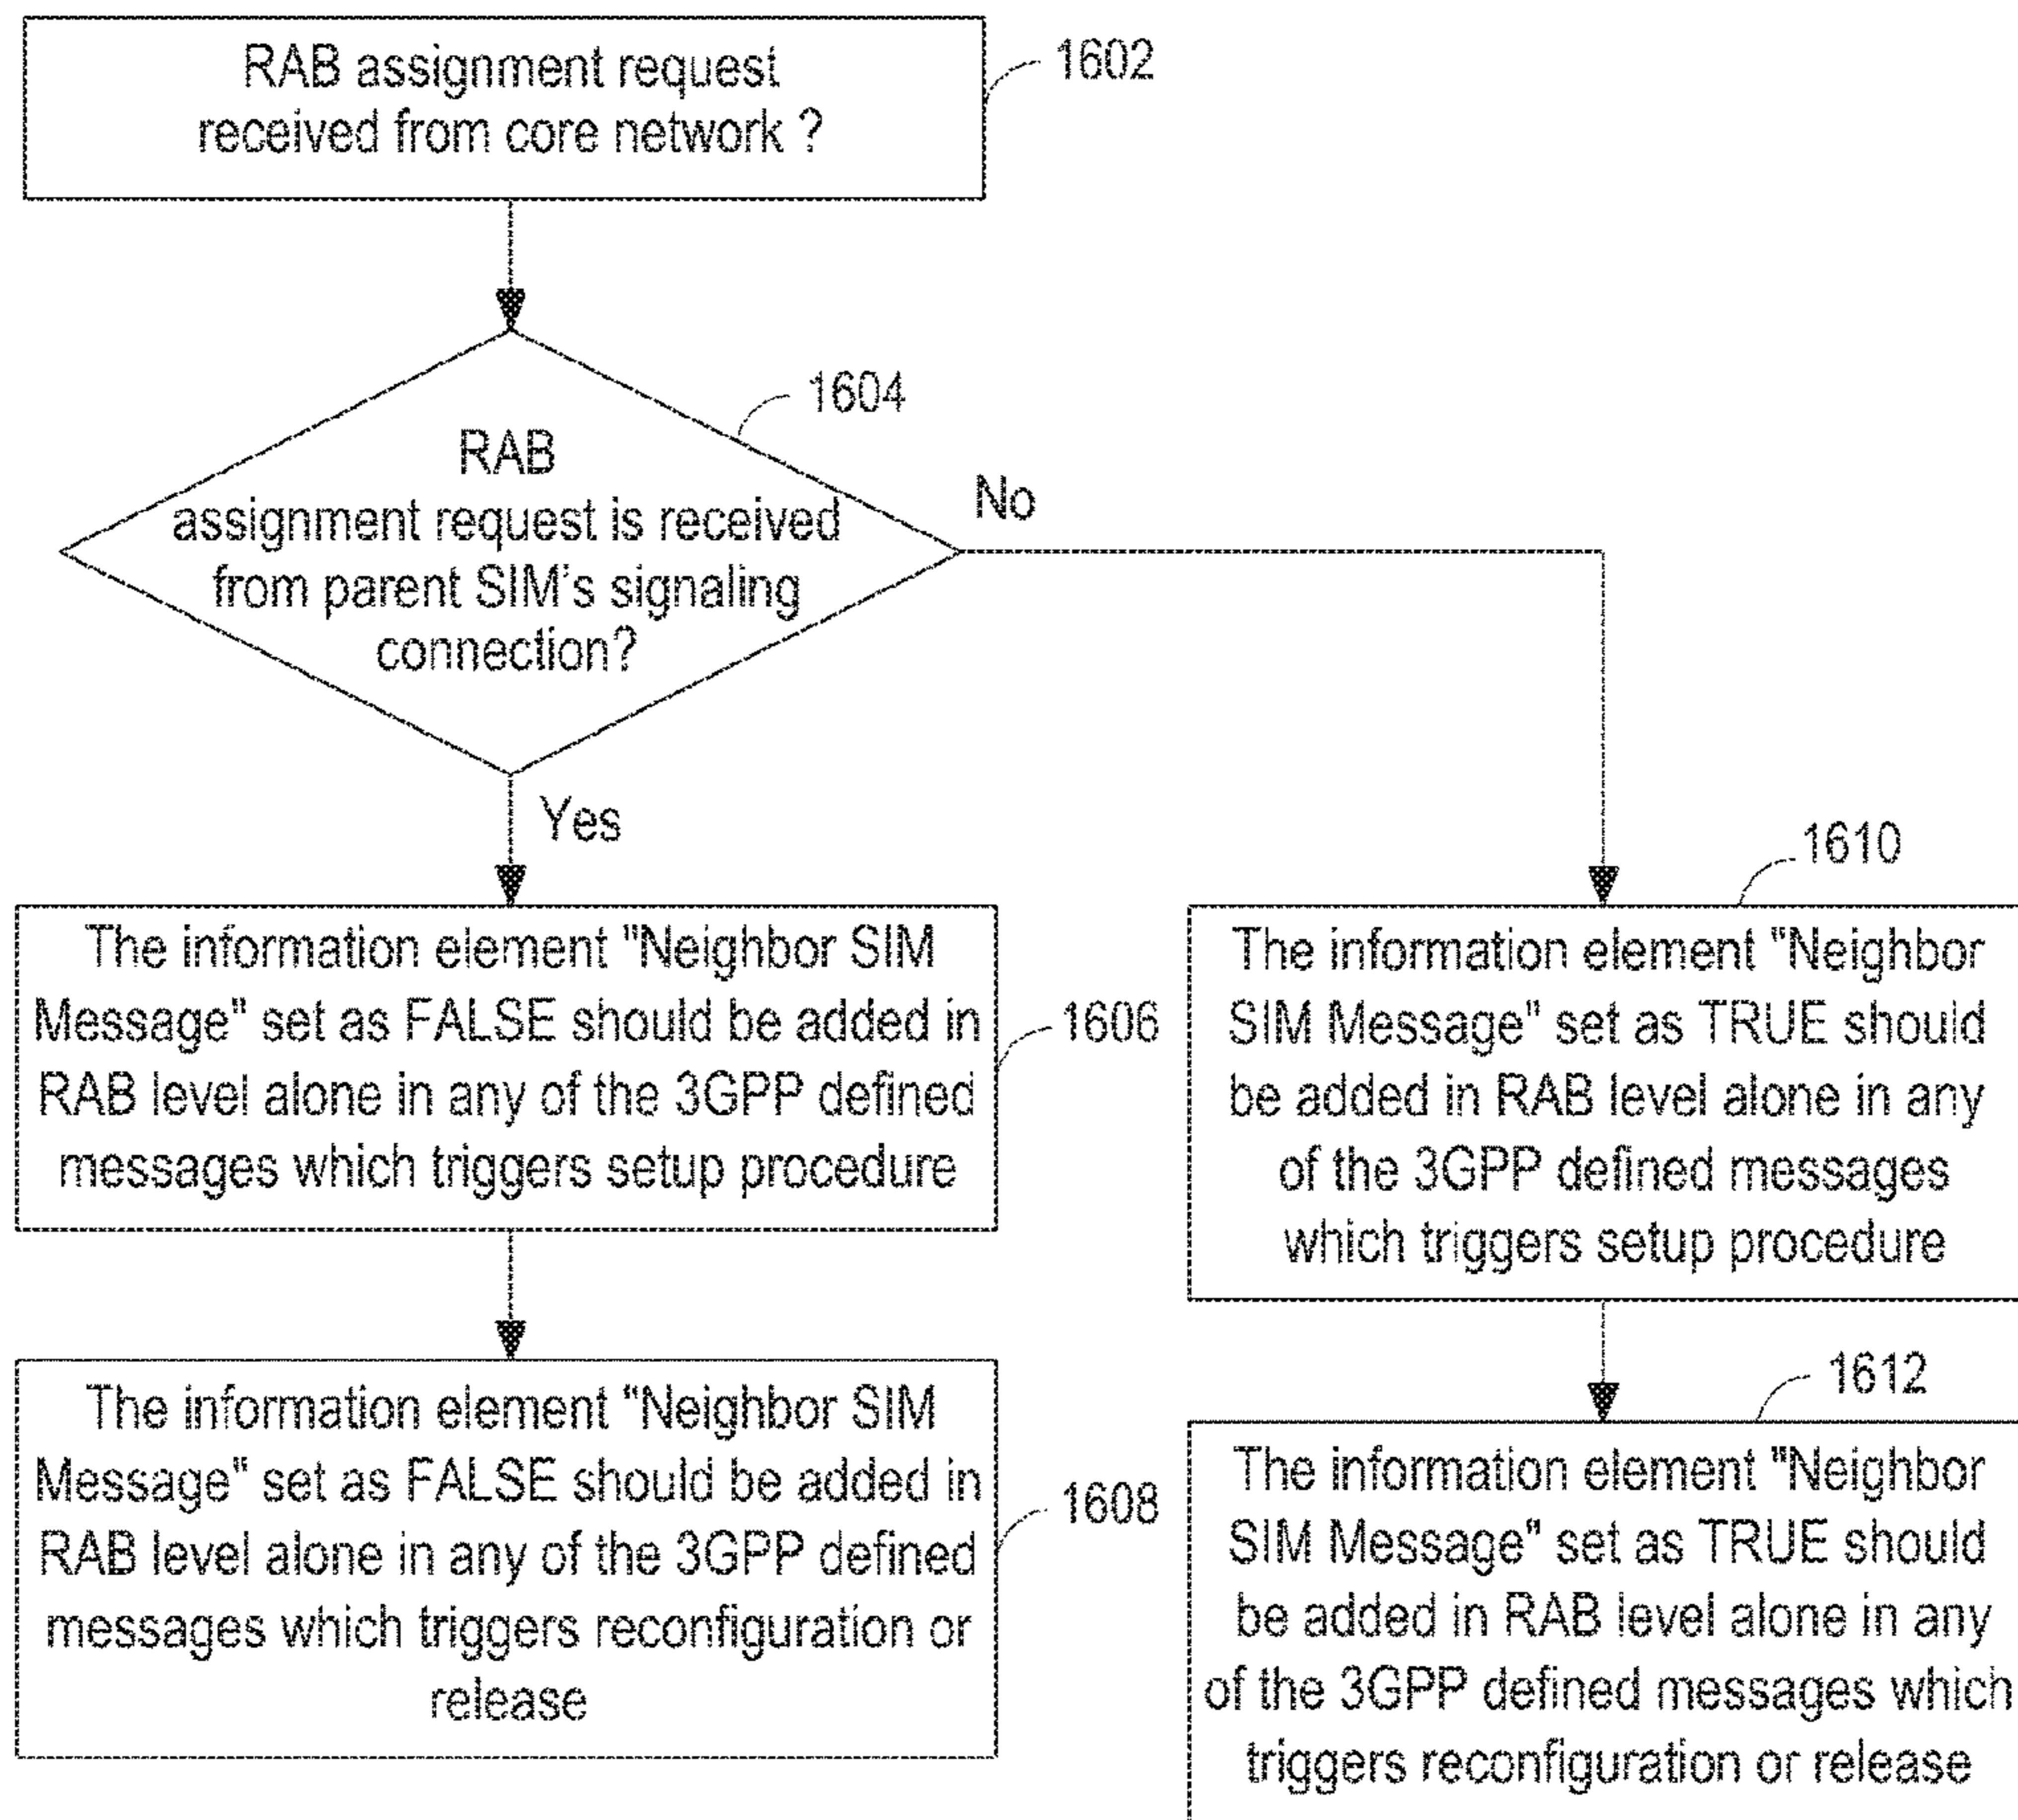 RAB assignment request
received from core network ?
1602
1604
RAB
assignment request is received
from parent SIM's signaling
connection?
No
Yes
The information element "Neighbor SIM
Message" set as FALSE should be added in
RAB level alone in any of the 3GPP defined
messages which triggers setup procedure
1606
The information element "Neighbor SIM
Message" set as FALSE should be added in
RAB level alone in any of the 3GPP defined
messages which triggers reconfiguration or
release
1608
1610
The information element "Neighbor
SIM Message" set as TRUE should
be added in RAB level alone in any
of the 3GPP defined messages
which triggers setup procedure
1612
The information element "Neighbor
SIM Message" set as TRUE should
be added in RAB level alone in any
of the 3GPP defined messages which
triggers reconfiguration or release